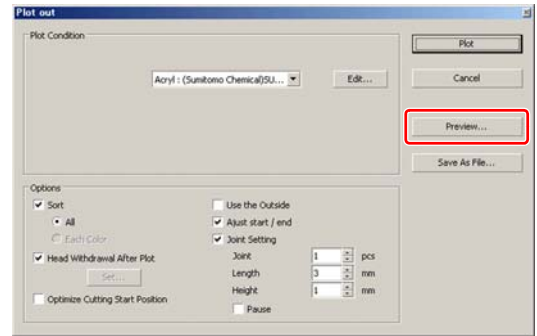 Plot out
Plot Condition
Acryl : (Sumitomo Chemical)SU...
Edit...
Plot
Cancel
Preview...
Save As File...
Options
Sort
All
Each Color
Head Withdrawal After Plot
Set...
Optimize Cutting Start Position
Use the Outside
Ajust start / end
Joint Setting
Joint 1 pcs
Length 3 mm
Height 1 mm
Pause